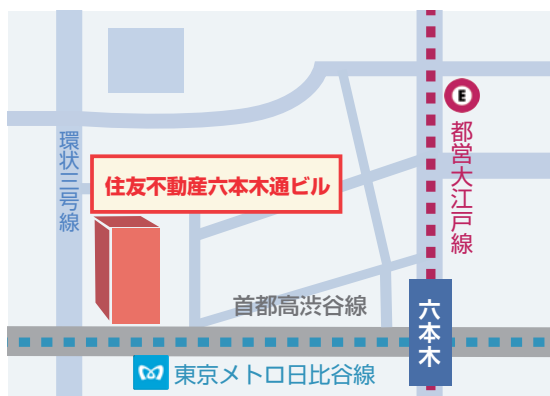 E
都営大江戸線
環状三号線
住友不動産六本木通ビル
首都高渋谷線
六本木
東京メトロ日比谷線